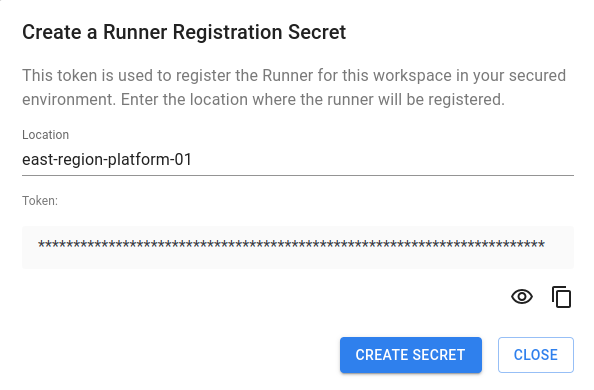 Create a Runner Registration Secret
This token is used to register the Runner for this workspace in your secured
environment. Enter the location where the runner will be registered.
Location
east-region-platform-01
Token:
************************************************************************
CREATE SECRET
CLOSE